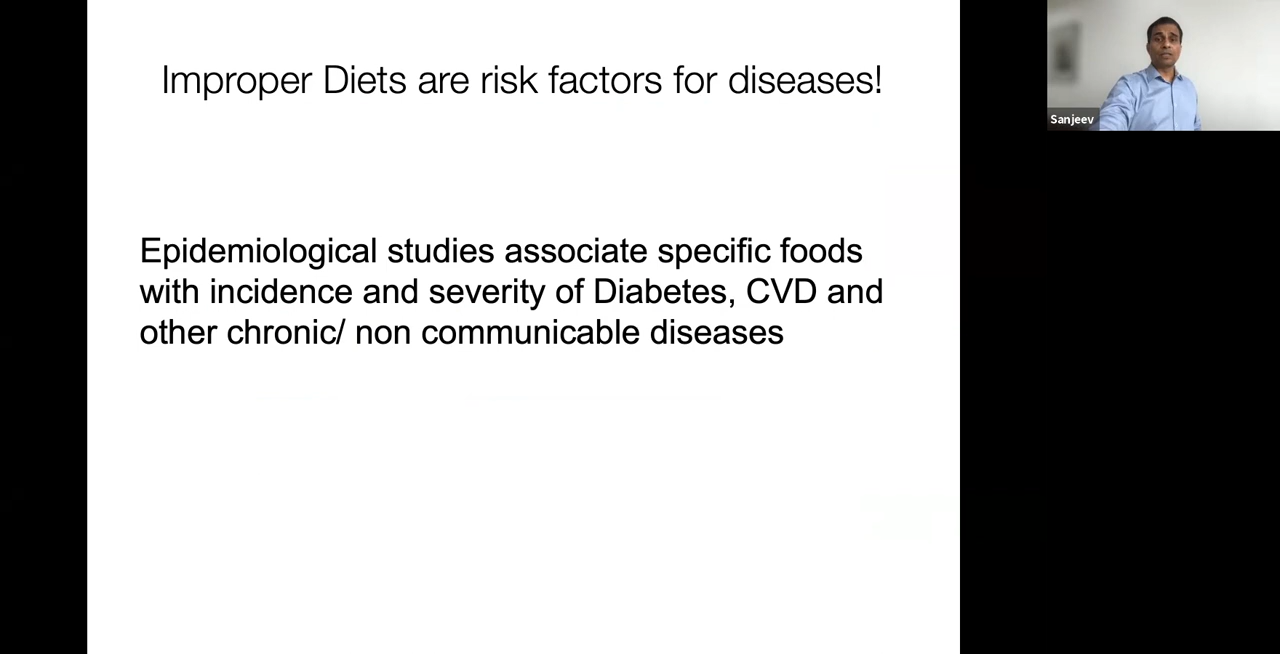 Improper Diets are risk factors for diseases!
Sanjeev
Epidemiological studies associate specific foods
with incidence and severity of Diabetes, CVD and
other chronic/ non communicable diseases